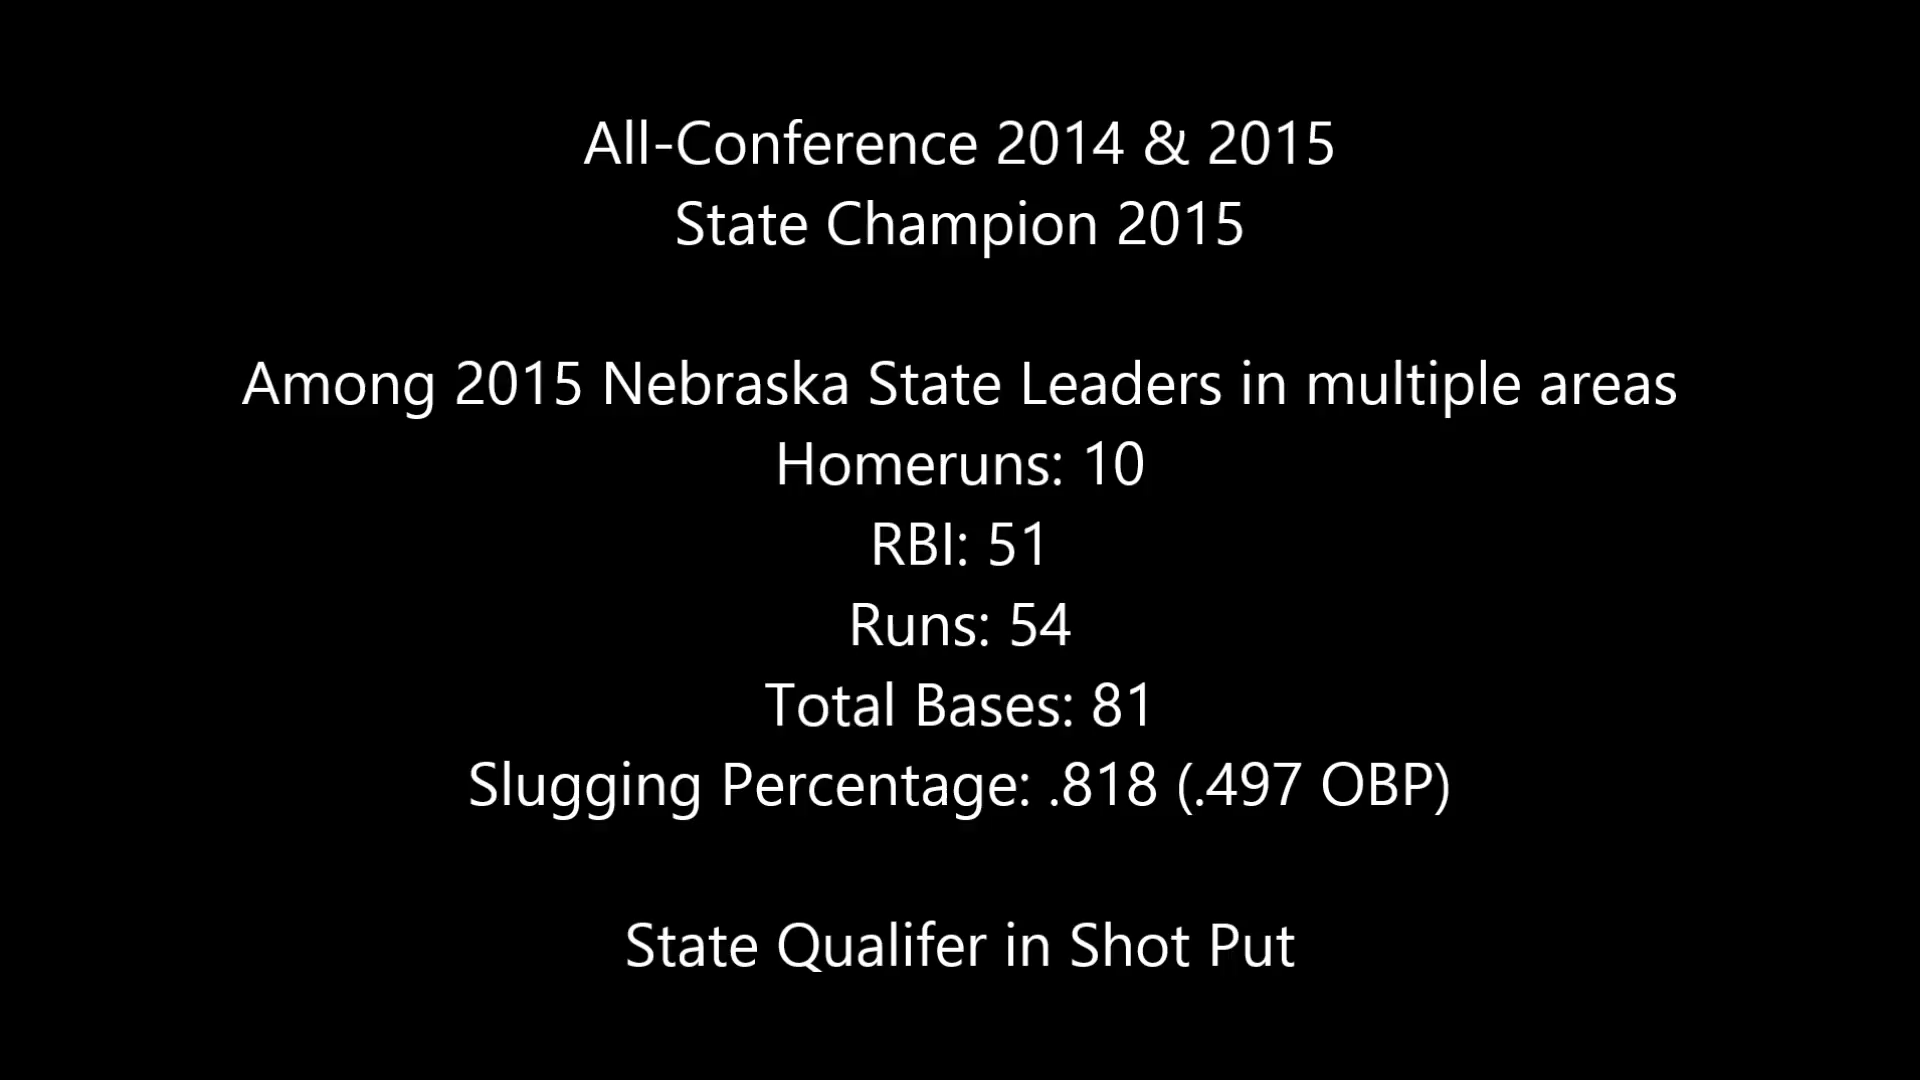 All-Conference 2014 & 2015
State Champion 2015
Among 2015 Nebraska State Leaders in multiple areas
Homeruns: 10
RBI: 51
Runs: 54
Total Bases: 81
Slugging Percentage: .818 (.497 OBP)
State Qualifer in Shot Put